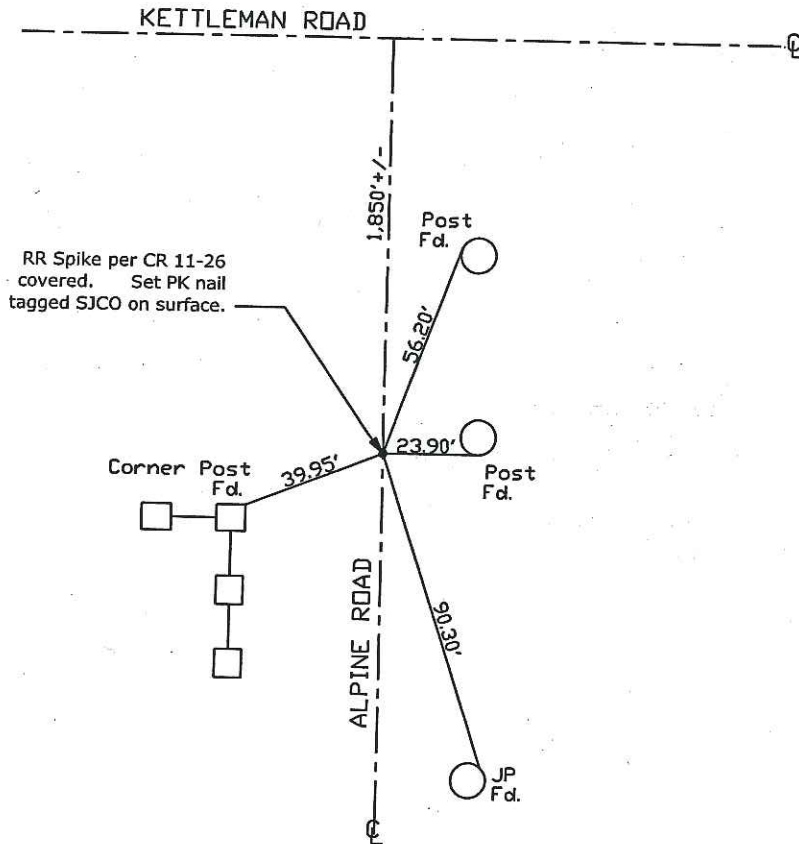 KETTLEMAN ROAD
℄
1,850'+/-
Post
Fd.
RR Spike per CR 11-26
covered. Set PK nail
tagged SJCO on surface.
56.20'
23.90'
Post
Fd.
Corner Post
Fd.
39.95'
ALPINE ROAD
90.30'
JP
Fd.
℄